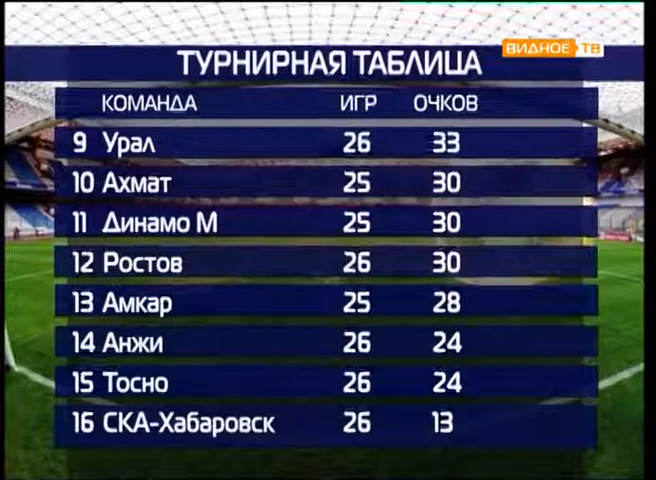 ВИДНОЕ ТВ
ТУРНИРНАЯ ТАБЛИЦА
КОМАНДА ИГР ОЧКОВ
9 Урал 26 33
10 Ахмат 25 30
11 Динамо М 25 30
12 Ростов 26 30
13 Амкар 25 28
14 Анжи 26 24
15 Тосно 26 24
16 СКА-Хабаровск 26 13